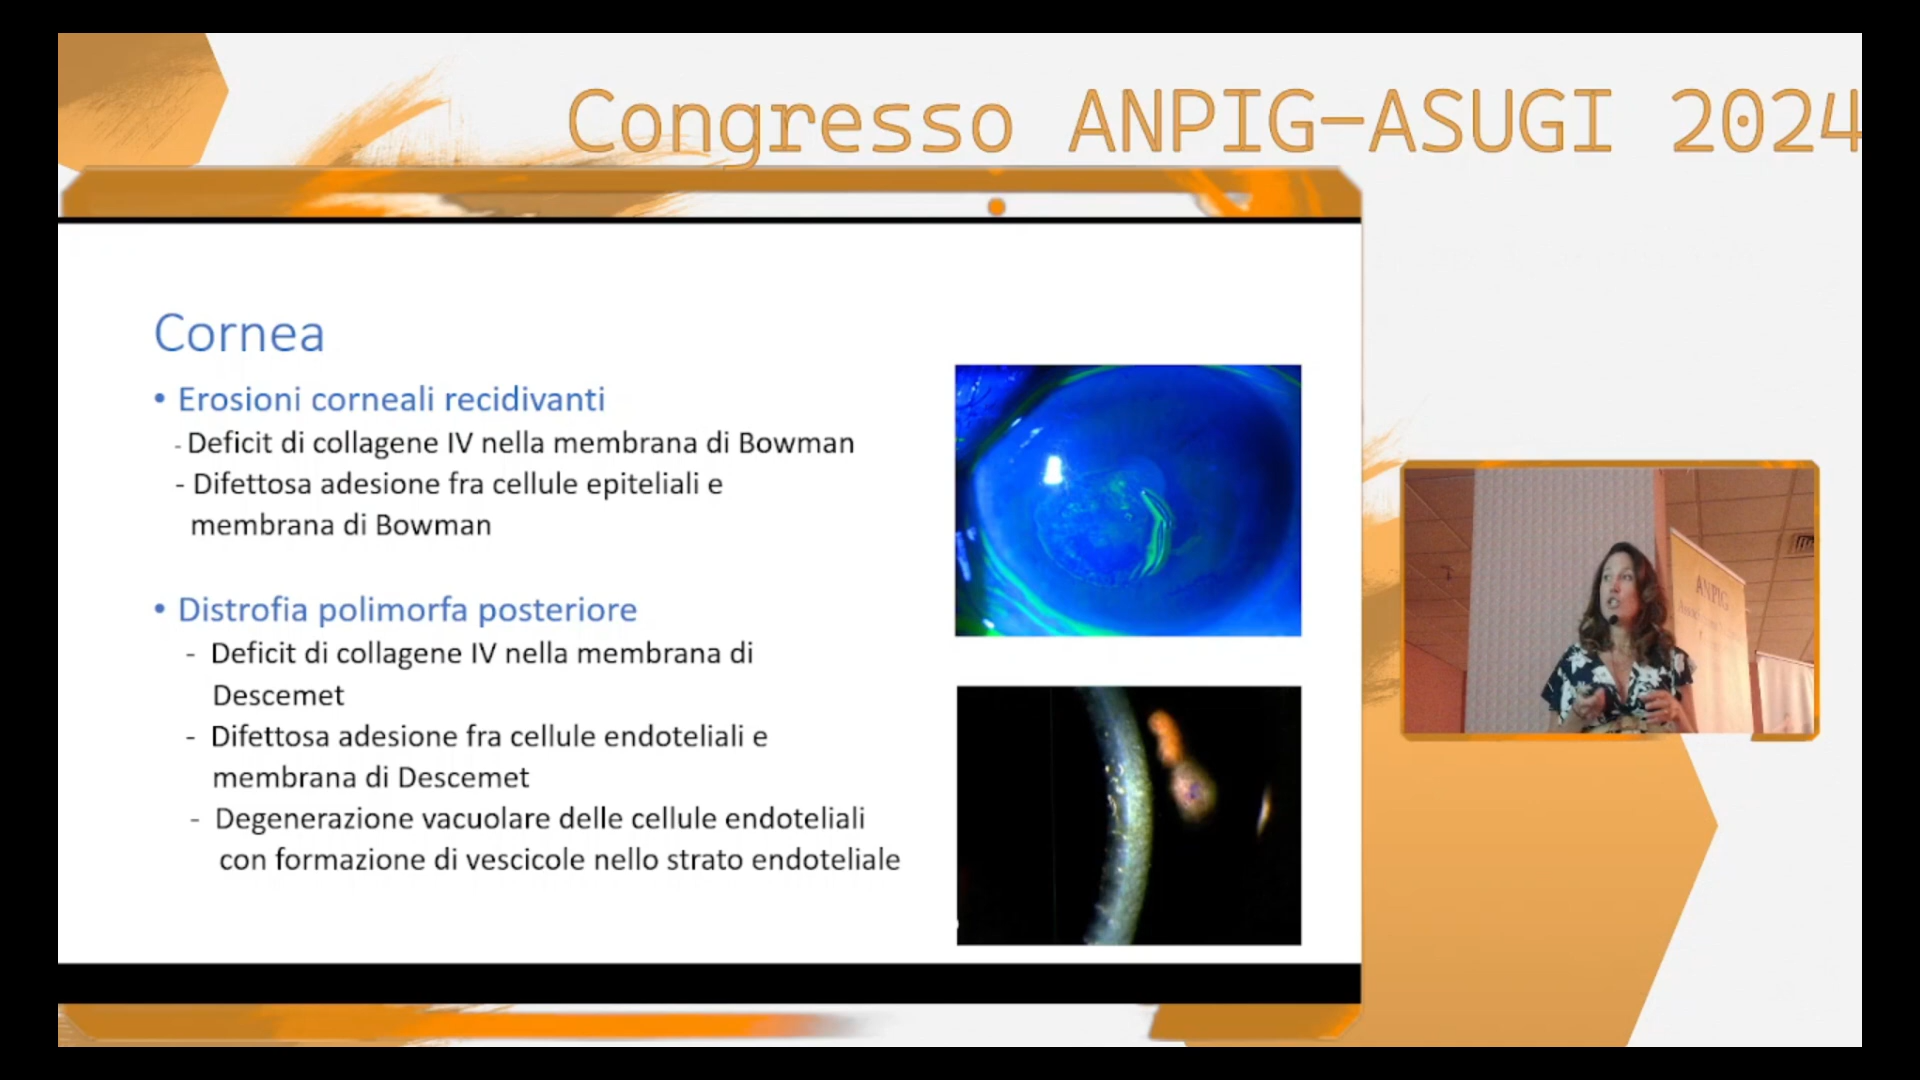 Congresso ANPIG-ASUGI 2024
Cornea
• Erosioni corneali recidivanti
- Deficit di collagene IV nella membrana di Bowman
- Difettosa adesione fra cellule epiteliali e
membrana di Bowman
• Distrofia polimorfa posteriore
- Deficit di collagene IV nella membrana di
Descemet
- Difettosa adesione fra cellule endoteliali e
membrana di Descemet
- Degenerazione vacuolare delle cellule endoteliali
con formazione di vescicole nello strato endoteliale
ANPIG